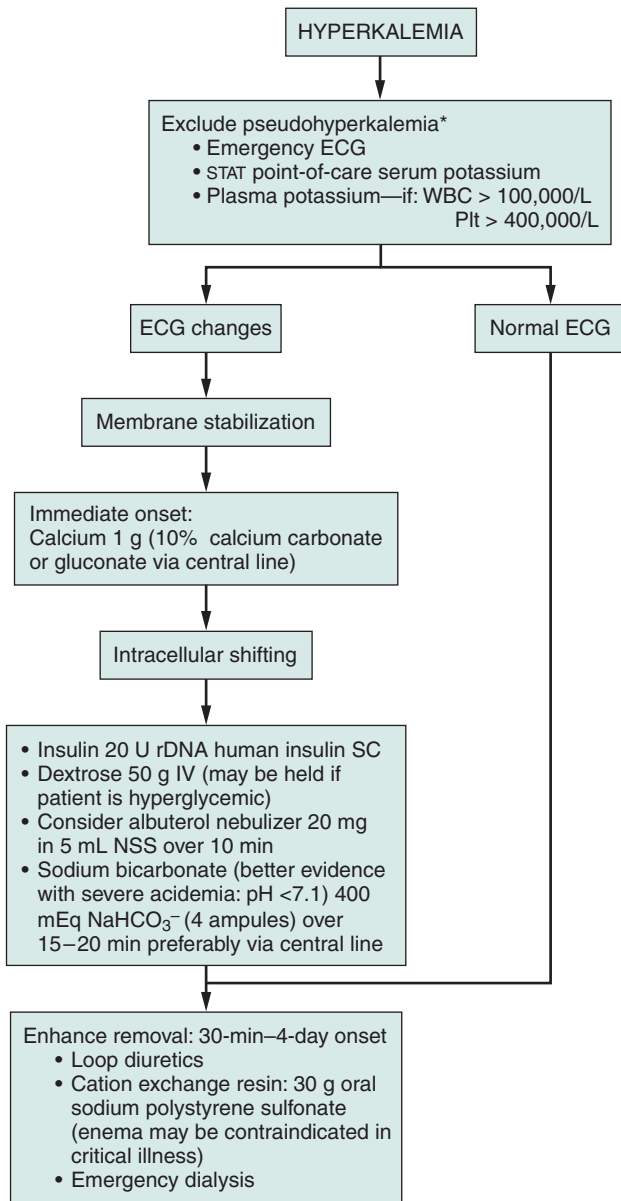 HYPERKALEMIA
Exclude pseudohyperkalemia*
• Emergency ECG
• STAT point-of-care serum potassium
• Plasma potassium—if: WBC > 100,000/L
Plt > 400,000/L
ECG changes
Normal ECG
Membrane stabilization
Immediate onset:
Calcium 1 g (10% calcium carbonate
or gluconate via central line)
Intracellular shifting
• Insulin 20 U rDNA human insulin SC
• Dextrose 50 g IV (may be held if
patient is hyperglycemic)
• Consider albuterol nebulizer 20 mg
in 5 mL NSS over 10 min
• Sodium bicarbonate (better evidence
with severe acidemia: pH <7.1) 400
mEq NaHCO₃⁻ (4 ampules) over
15–20 min preferably via central line
Enhance removal: 30-min–4-day onset
• Loop diuretics
• Cation exchange resin: 30 g oral
sodium polystyrene sulfonate
(enema may be contraindicated in
critical illness)
• Emergency dialysis